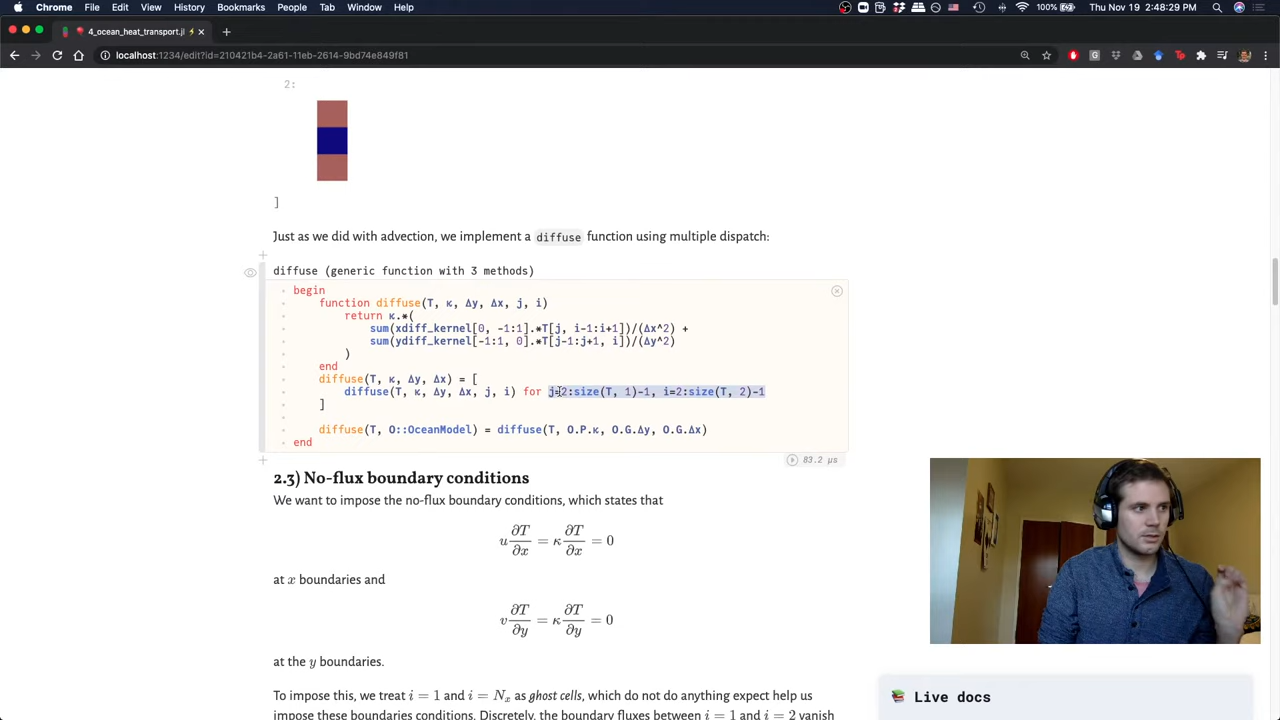 Chrome File Edit View History Bookmarks People Tab Window Help
100% Thu Nov 19 2:48:29 PM
4_ocean_heat_transport.jl
localhost:1234/edit?id=210421b4-2a61-11eb-2614-9bd74e849f81
2:
]
Just as we did with advection, we implement a diffuse function using multiple dispatch:
diffuse (generic function with 3 methods)
begin
function diffuse(T, κ, Δy, Δx, j, i)
return κ.*(
sum(xdiff_kernel[0, -1:1].*T[j, i-1:i+1])/(Δx^2) +
sum(ydiff_kernel[-1:1, 0].*T[j-1:j+1, i])/(Δy^2)
)
end
diffuse(T, κ, Δy, Δx) = [
diffuse(T, κ, Δy, Δx, j, i) for j=2:size(T, 1)-1, i=2:size(T, 2)-1
]
diffuse(T, O::OceanModel) = diffuse(T, O.P.κ, O.G.Δy, O.G.Δx)
end
83.2 μs
2.3) No-flux boundary conditions
We want to impose the no-flux boundary conditions, which states that
u ∂T/∂x = κ ∂T/∂x = 0
at x boundaries and
v ∂T/∂y = κ ∂T/∂y = 0
at the y boundaries.
To impose this, we treat i = 1 and i = Nx as ghost cells, which do not do anything expect help us
impose these boundaries conditions. Discretely, the boundary fluxes between i = 1 and i = 2 vanish
Live docs